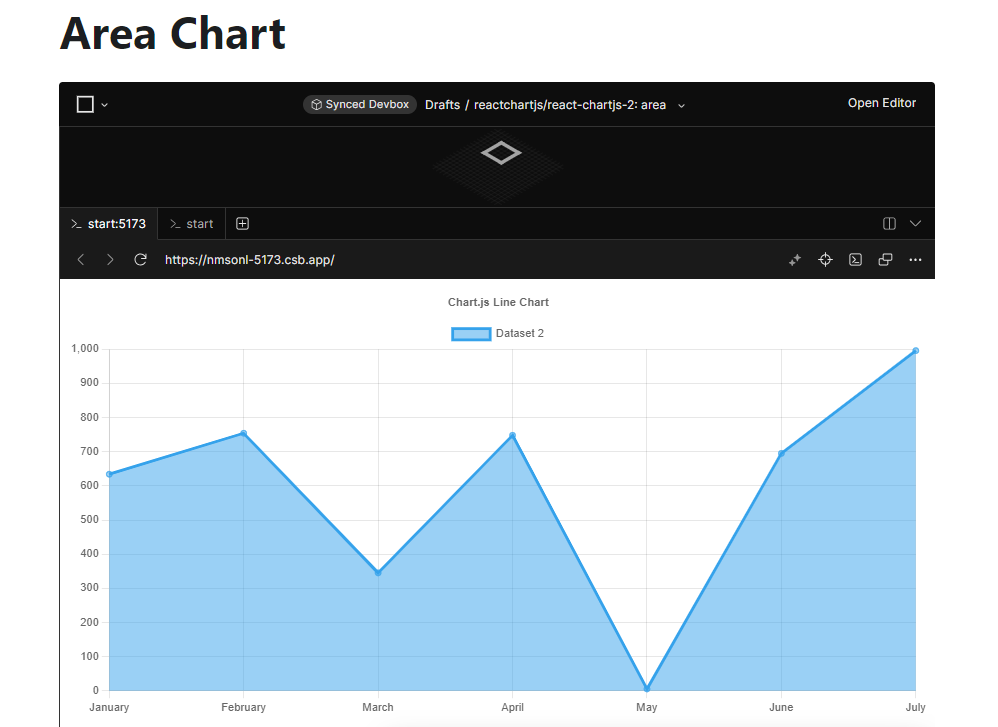 Area Chart
Synced Devbox Drafts / reactchartjs/react-chartjs-2: area Open Editor
start:5173 start
https://nmsonl-5173.csb.app/
Chart.js Line Chart
Dataset 2
1,000
900
800
700
600
500
400
300
200
100
0
January February March April May June July